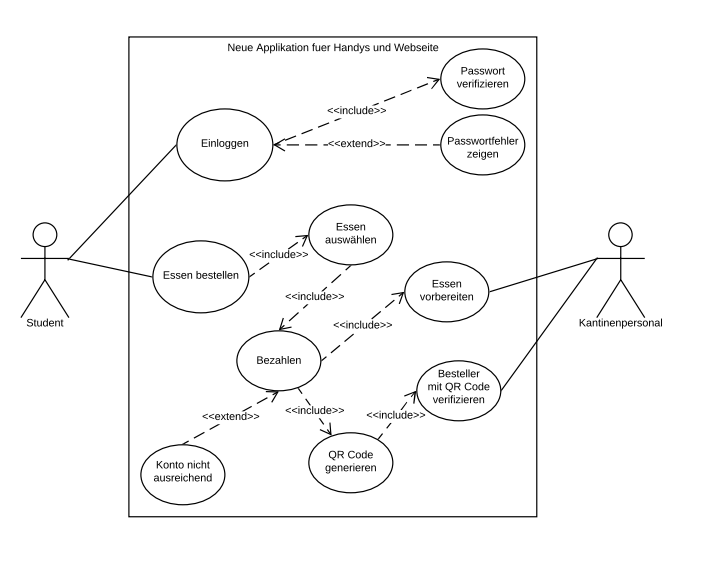 Neue Applikation fuer Handys und Webseite
Passwort
verifizieren
<<include>>
Einloggen
<<extend>>
Passwortfehler
zeigen
Essen
auswählen
<<include>>
Essen bestellen
Essen
vorbereiten
<<include>>
<<include>>
Student
Kantinenpersonal
Bezahlen
Besteller
mit QR Code
verifizieren
<<extend>>
<<include>>
<<include>>
Konto nicht
ausreichend
QR Code
generieren